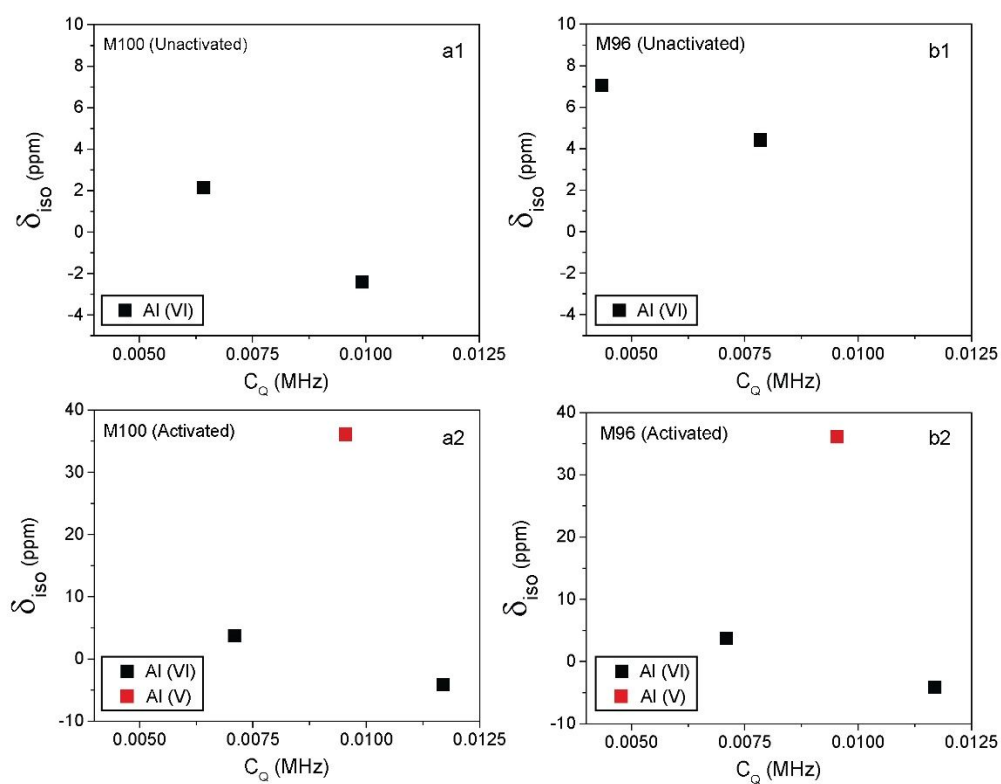 M100 (Unactivated)
a1
10
8
6
4
2
0
-2
-4
δiso (ppm)
Al (VI)
0.0050 0.0075 0.0100 0.0125
CQ (MHz)
M96 (Unactivated)
b1
10
8
6
4
2
0
-2
-4
δiso (ppm)
Al (VI)
0.0050 0.0075 0.0100 0.0125
CQ (MHz)
M100 (Activated)
a2
40
30
20
10
0
-10
δiso (ppm)
Al (VI)
Al (V)
0.0050 0.0075 0.0100 0.0125
CQ (MHz)
M96 (Activated)
b2
40
30
20
10
0
-10
δiso (ppm)
Al (VI)
Al (V)
0.0050 0.0075 0.0100 0.0125
CQ (MHz)